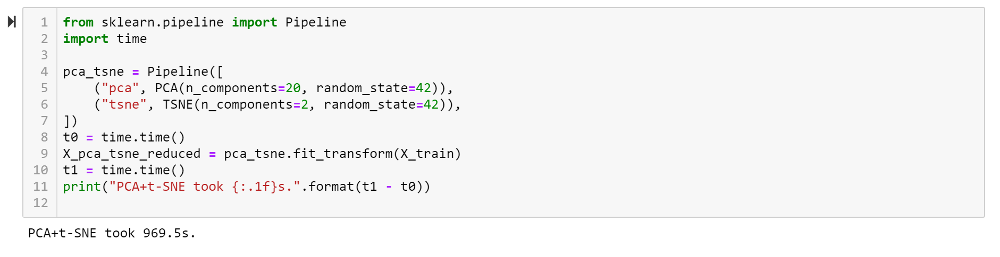 1 from sklearn.pipeline import Pipeline
2 import time
3
4 pca_tsne = Pipeline([
5     ("pca", PCA(n_components=20, random_state=42)),
6     ("tsne", TSNE(n_components=2, random_state=42)),
7 ])
8 t0 = time.time()
9 X_pca_tsne_reduced = pca_tsne.fit_transform(X_train)
10 t1 = time.time()
11 print("PCA+t-SNE took {:.1f}s.".format(t1 - t0))
12
PCA+t-SNE took 969.5s.